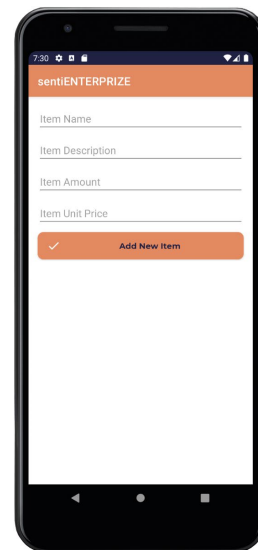 7:30
sentiENTERPRIZE
Item Name
Item Description
Item Amount
Item Unit Price
Add New Item